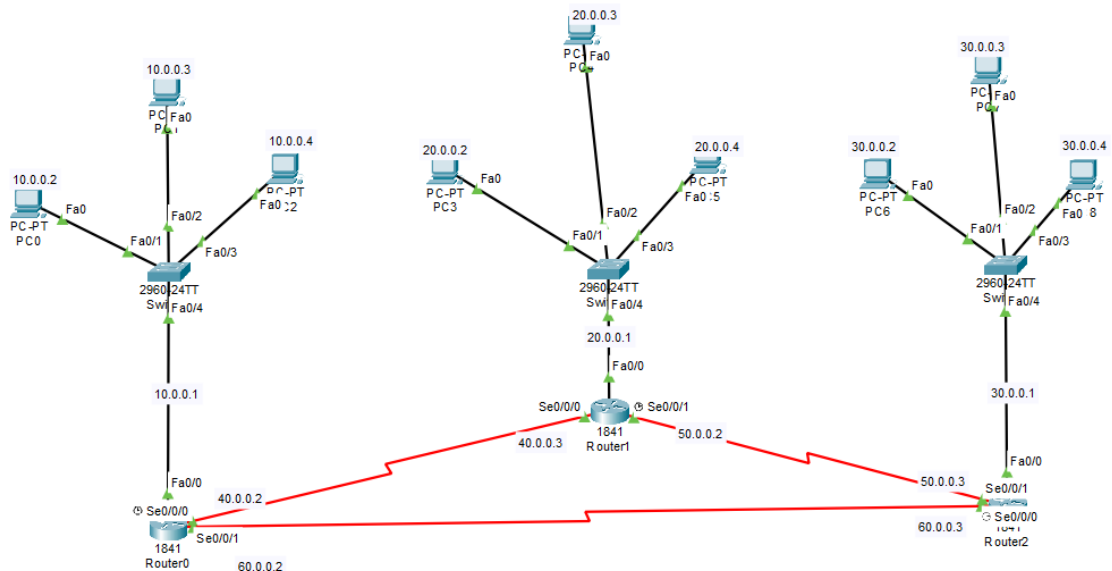 20.0.0.3
Fa0
PC-
10.0.0.3
PC
Fa0
30.0.0.3
PC-
Fa0
10.0.0.2
Fa0
PC-PT
PC0
10.0.0.4
PC-PT
Fa0
20.0.0.2
Fa0
PC-PT
PC3
20.0.0.4
PC-PT
Fa0
30.0.0.2
Fa0
PC-PT
PC6
30.0.0.4
PC-PT
Fa0
8
Fa0/2
Fa0/1
Fa0/3
2960-24TT
Swi
Fa0/4
Fa0/2
Fa0/1
Fa0/3
2960-24TT
Swi
Fa0/4
Fa0/2
Fa0/1
Fa0/3
2960-24TT
Swi
Fa0/4
10.0.0.1
20.0.0.1
30.0.0.1
Fa0/0
Se0/0/0
Se0/0/1
1841
Router1
40.0.0.3
50.0.0.2
Fa0/0
40.0.0.2
Se0/0/0
Se0/0/1
1841
Router0
60.0.0.2
Fa0/0
50.0.0.3
Se0/0/1
60.0.0.3
Se0/0/0
1841
Router2